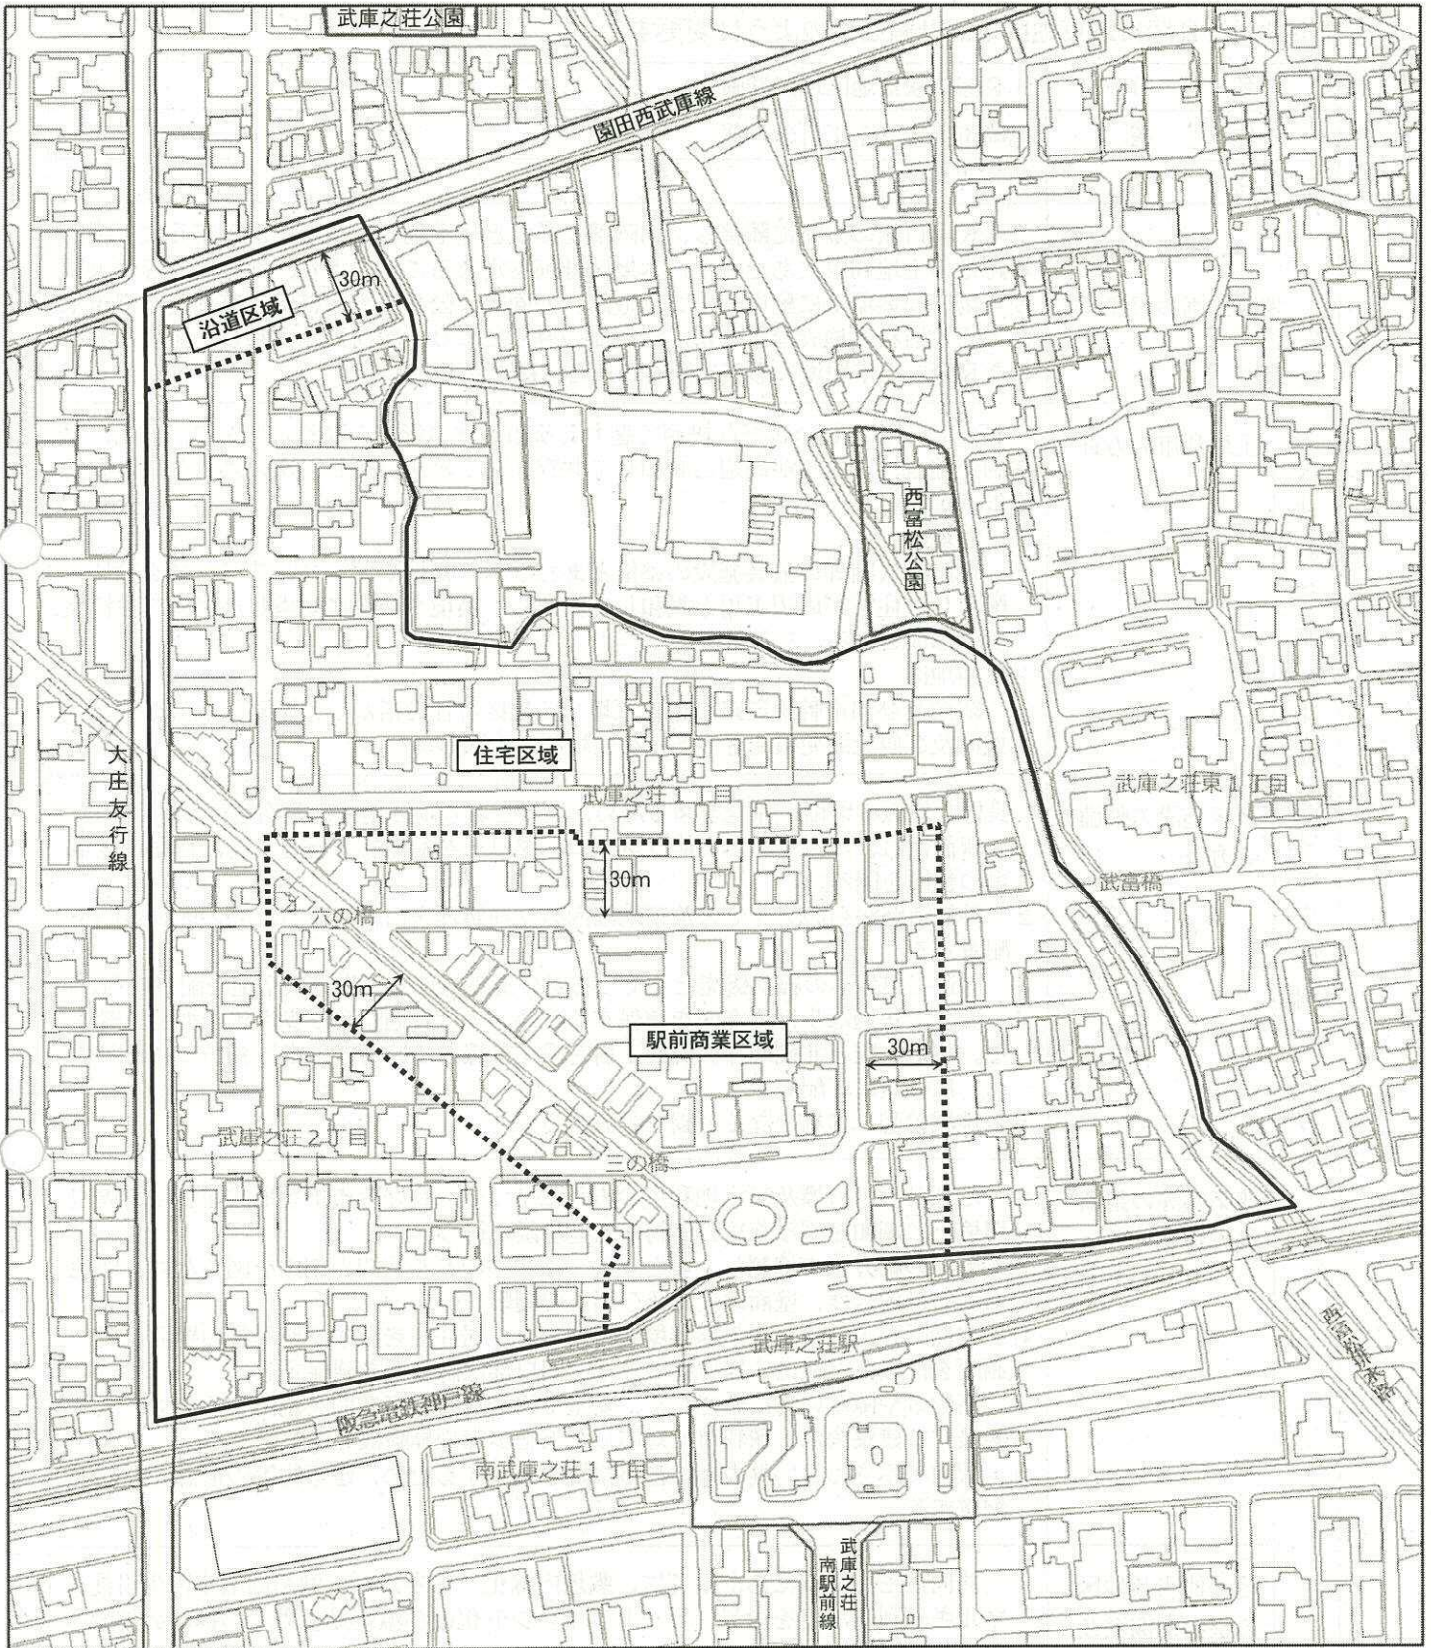 武庫之荘公園
園田西武庫線
30m
沿道区域
西富松公園
大庄友行線
住宅区域
武庫之荘1丁目
武庫之荘東1丁目
30m
武富橋
六の橋
30m
駅前商業区域
30m
武庫之荘2丁目
三の橋
武庫之荘駅
阪急電鉄神戸線
南武庫之荘1丁目
武庫之荘
南駅前線